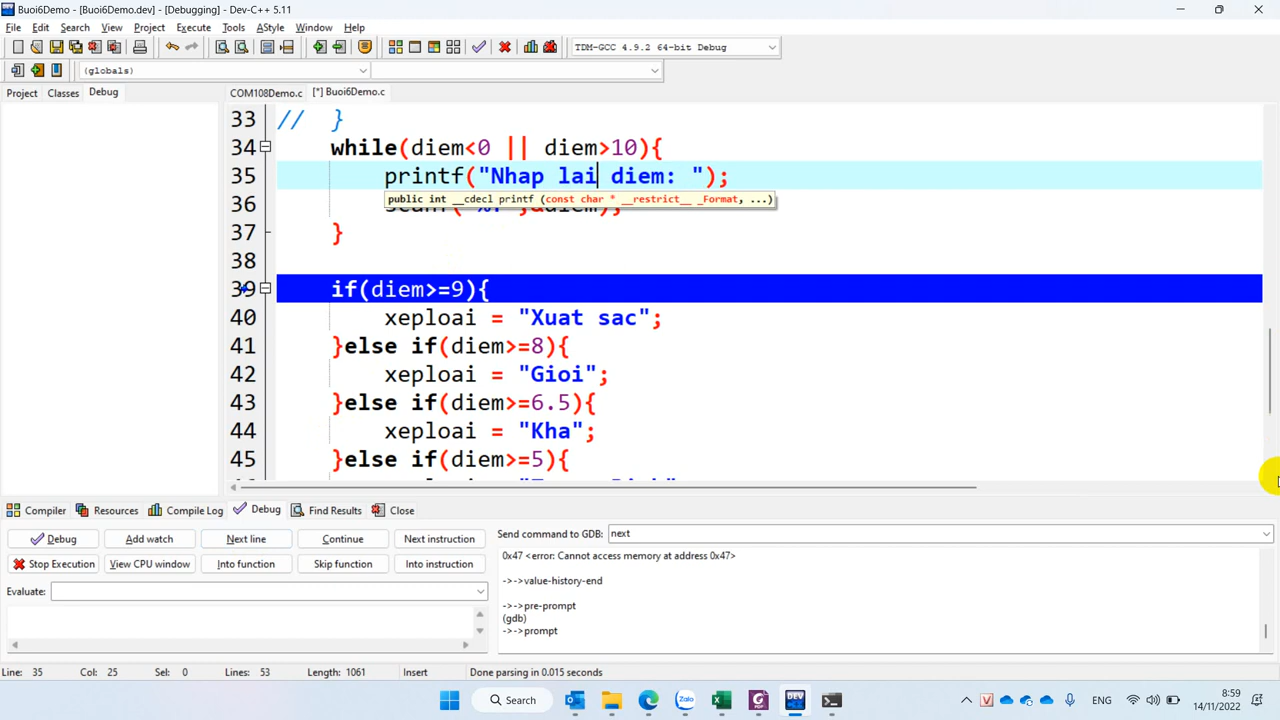 Buoi6Demo - [Buoi6Demo.dev] - [Debugging] - Dev-C++ 5.11
File Edit Search View Project Execute Tools AStyle Window Help
TDM-GCC 4.9.2 64-bit Debug
(globals)
Project Classes Debug COM108Demo.c [*] Buoi6Demo.c
33 // }
34 while(diem<0 || diem>10){
35 printf("Nhap lai diem: ");
public int __cdecl printf (const char * __restrict__ _Format, ...)
36
37 }
38
39 if(diem>=9){
40 xeploai = "Xuat sac";
41 }else if(diem>=8){
42 xeploai = "Gioi";
43 }else if(diem>=6.5){
44 xeploai = "Kha";
45 }else if(diem>=5){
Compiler Resources Compile Log Debug Find Results Close
Debug Add watch Next line Continue Next instruction
Stop Execution View CPU window Into function Skip function Into instruction
Evaluate:
Send command to GDB: next
0x47 <error: Cannot access memory at address 0x47>
->->value-history-end
->->pre-prompt
(gdb)
->->prompt
Line: 35 Col: 25 Sel: 0 Lines: 53 Length: 1061 Insert Done parsing in 0.015 seconds
Search
Zalo
DEV
ENG
8:59
14/11/2022